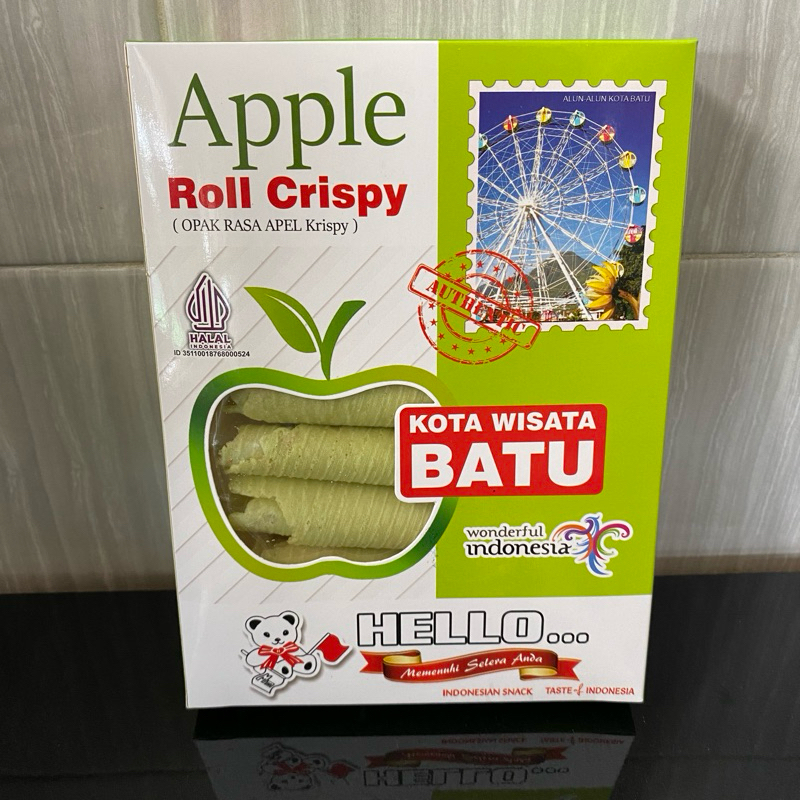 Apple
Roll Crispy
( OPAK RASA APEL Krispy )
ALUN-ALUN KOTA BATU
AUTHENTIC
HALAL
INDONESIA
ID 35110018768000524
KOTA WISATA
BATU
wonderful
indonesia
HELLO...
Memenuhi Selera Anda
INDONESIAN SNACK TASTE of INDONESIA